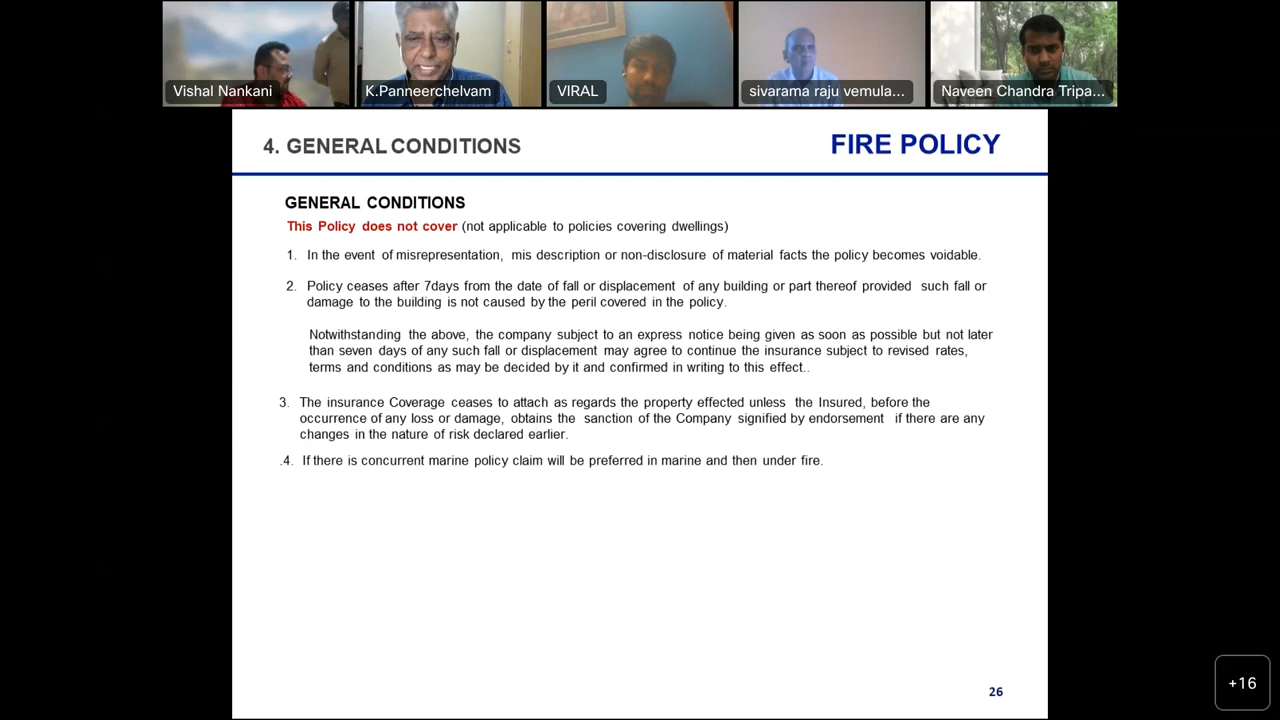 Vishal Nankani
K.Panneerchelvam
VIRAL
sivarama raju vemula...
Naveen Chandra Tripa...
4. GENERAL CONDITIONS
FIRE POLICY
GENERAL CONDITIONS
This Policy does not cover (not applicable to policies covering dwellings)
1. In the event of misrepresentation, mis description or non-disclosure of material facts the policy becomes voidable.
2. Policy ceases after 7days from the date of fall or displacement of any building or part thereof provided such fall or
damage to the building is not caused by the peril covered in the policy.
Notwithstanding the above, the company subject to an express notice being given as soon as possible but not later
than seven days of any such fall or displacement may agree to continue the insurance subject to revised rates,
terms and conditions as may be decided by it and confirmed in writing to this effect..
3. The insurance Coverage ceases to attach as regards the property effected unless the Insured, before the
occurrence of any loss or damage, obtains the sanction of the Company signified by endorsement if there are any
changes in the nature of risk declared earlier.
.4. If there is concurrent marine policy claim will be preferred in marine and then under fire.
26
+16